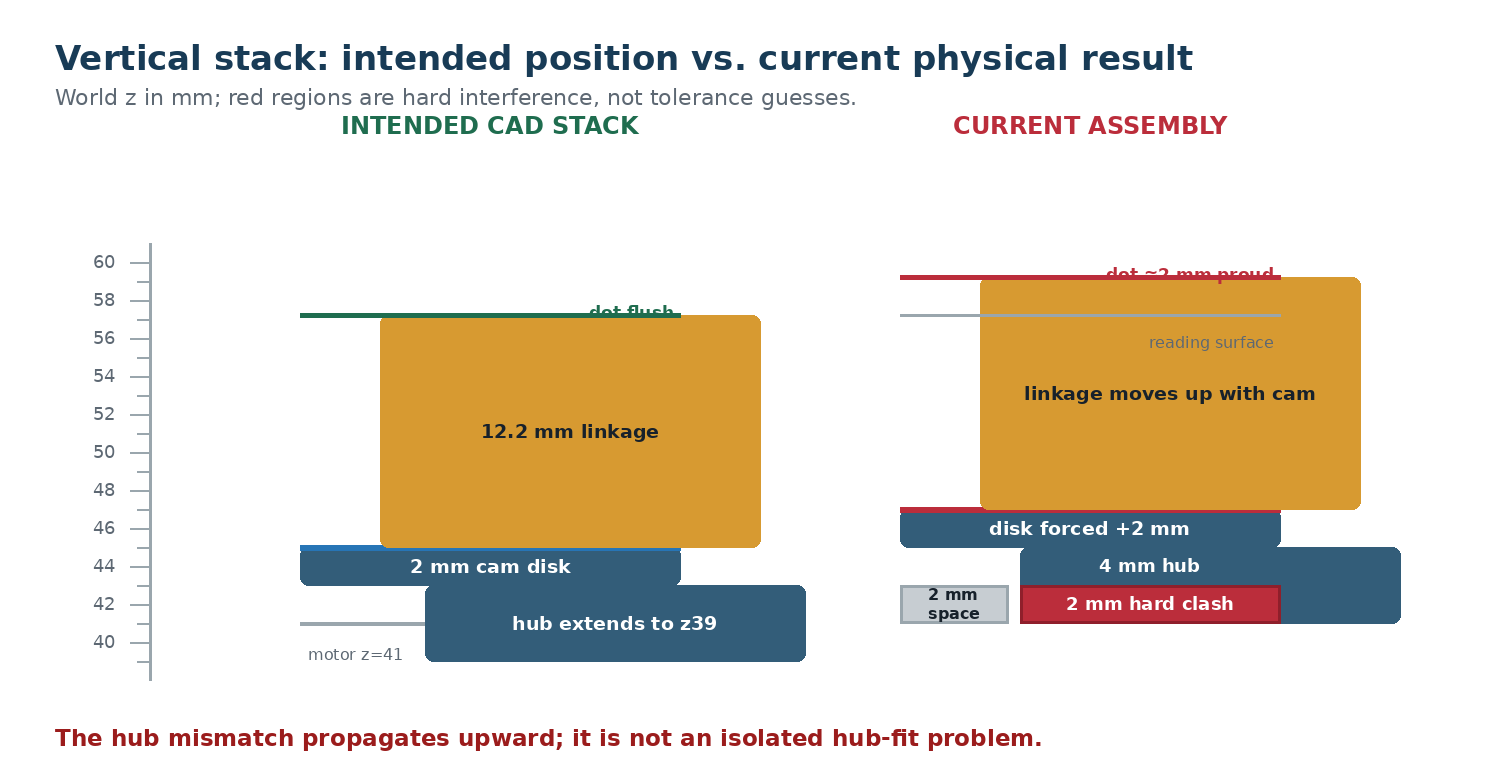 Vertical stack: intended position vs. current physical result
World z in mm; red regions are hard interference, not tolerance guesses.
INTENDED CAD STACK
CURRENT ASSEMBLY
60
58
56
54
52
50
48
46
44
42
40
dot flush
12.2 mm linkage
2 mm cam disk
hub extends to z39
motor z=41
dot ~2 mm proud
reading surface
linkage moves up with cam
disk forced +2 mm
4 mm hub
2 mm
space
2 mm hard clash
The hub mismatch propagates upward; it is not an isolated hub-fit problem.